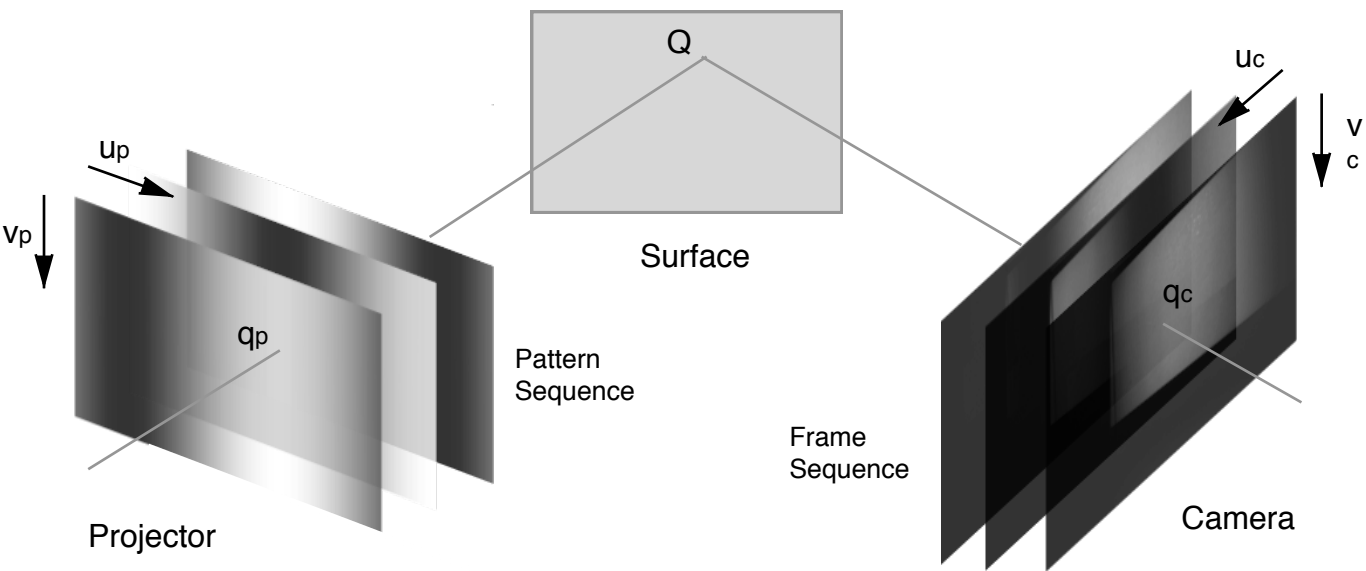 Q
uc
v
c
up
vp
Surface
qp
qc
Pattern
Sequence
Frame
Sequence
Projector
Camera